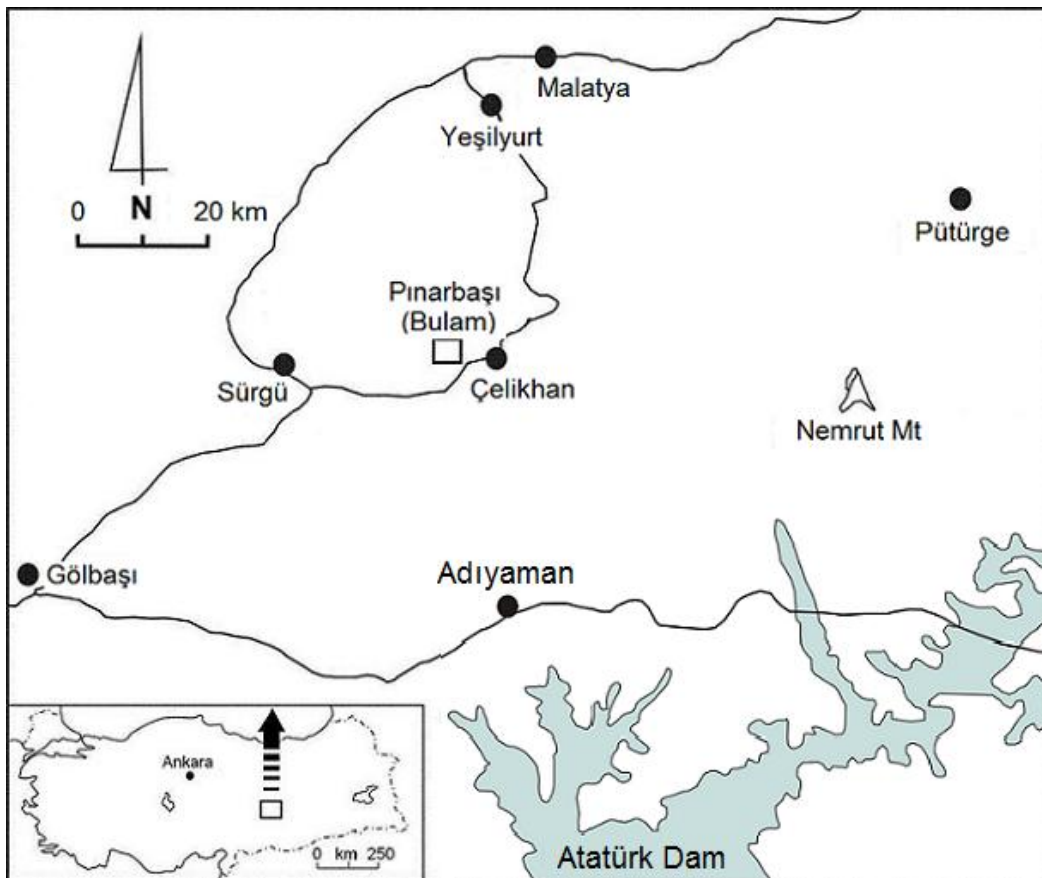 Malatya
Yeşilyurt
0 N 20 km
Pütürge
Pınarbaşı
(Bulam)
Sürgü
Çelikhan
Nemrut Mt
Gölbaşı
Adıyaman
Ankara
0 km 250
Atatürk Dam